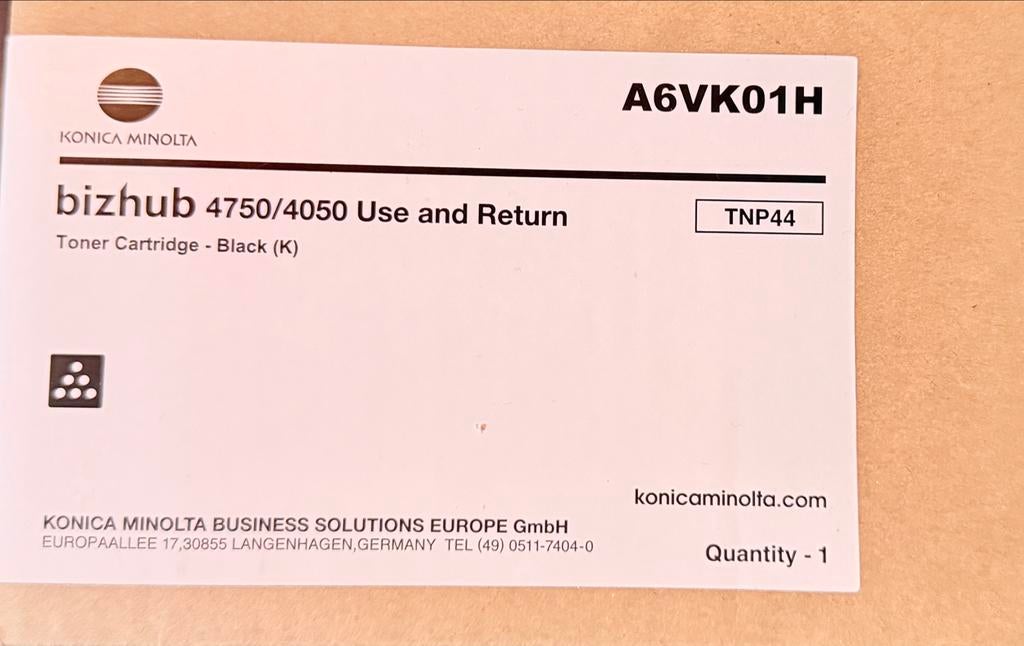 KONICA MINOLTA
A6VK01H
bizhub 4750/4050 Use and Return
TNP44
Toner Cartridge - Black (K)
konicaminolta.com
KONICA MINOLTA BUSINESS SOLUTIONS EUROPE GmbH
EUROPAALLEE 17,30855 LANGENHAGEN,GERMANY TEL (49) 0511-7404-0
Quantity - 1